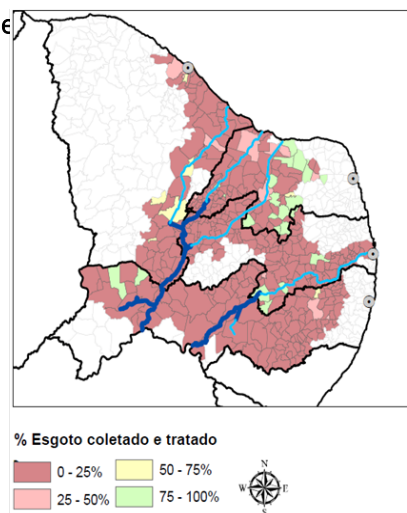 e
% Esgoto coletado e tratado
0 - 25%
50 - 75%
25 - 50%
75 - 100%
N
W
E
S